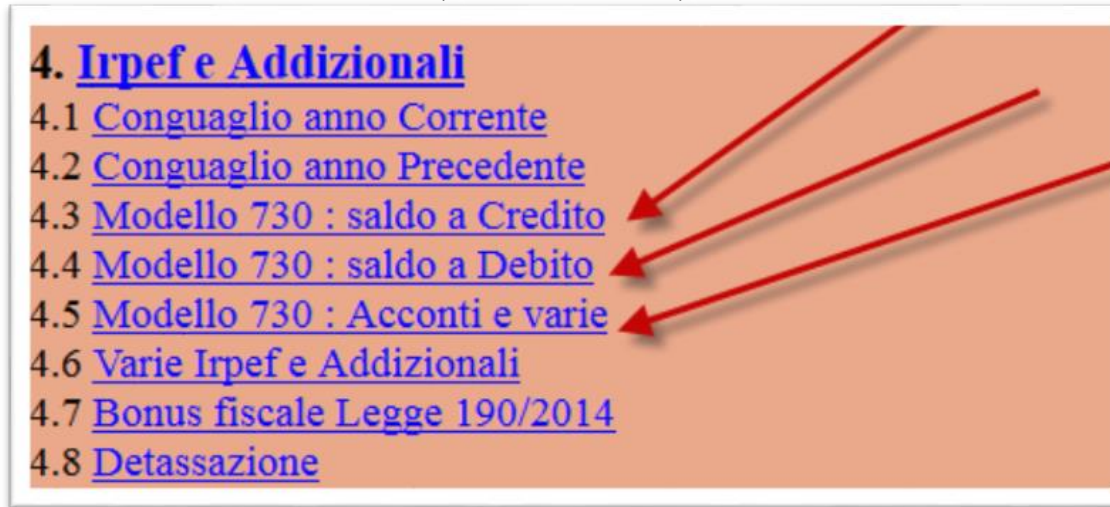 4. Irpef e Addizionali
4.1 Conguaglio anno Corrente
4.2 Conguaglio anno Precedente
4.3 Modello 730 : saldo a Credito
4.4 Modello 730 : saldo a Debito
4.5 Modello 730 : Acconti e varie
4.6 Varie Irpef e Addizionali
4.7 Bonus fiscale Legge 190/2014
4.8 Detassazione